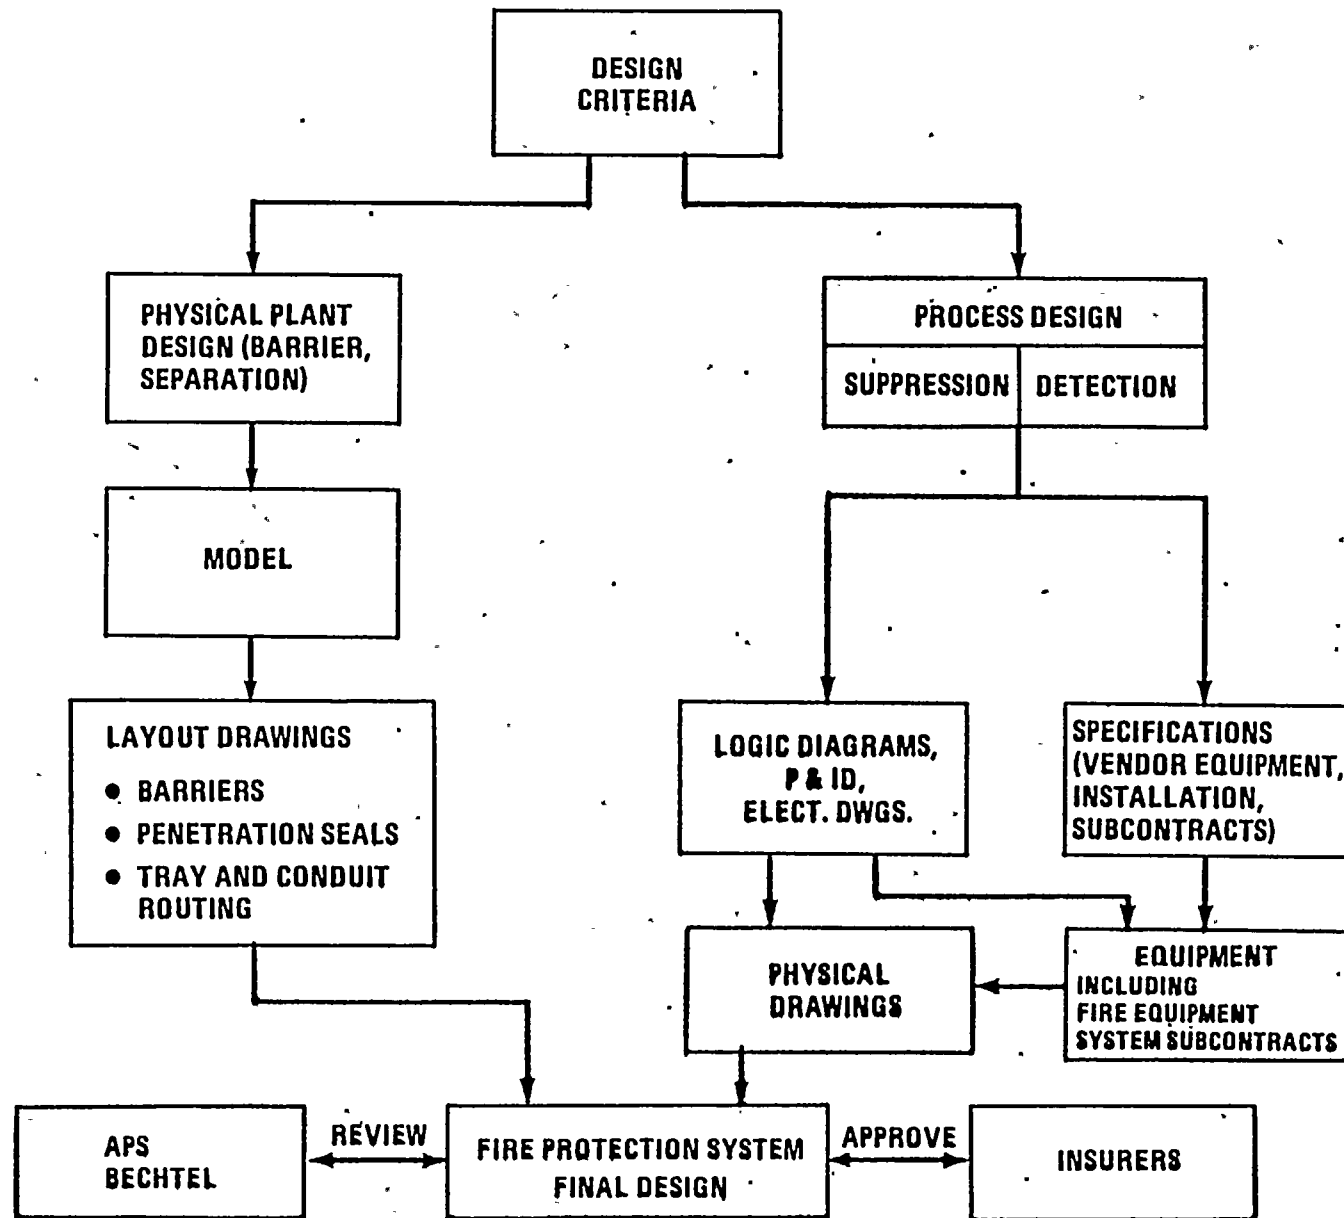 DESIGN
CRITERIA
PHYSICAL PLANT
DESIGN (BARRIER,
SEPARATION)
PROCESS DESIGN
SUPPRESSION
DETECTION
MODEL
LAYOUT DRAWINGS
• BARRIERS
• PENETRATION SEALS
• TRAY AND CONDUIT
ROUTING
LOGIC DIAGRAMS,
P & ID,
ELECT. DWGS.
SPECIFICATIONS
(VENDOR EQUIPMENT,
INSTALLATION,
SUBCONTRACTS)
PHYSICAL
DRAWINGS
EQUIPMENT
INCLUDING
FIRE EQUIPMENT
SYSTEM SUBCONTRACTS
APS
BECHTEL
REVIEW
FIRE PROTECTION SYSTEM
FINAL DESIGN
APPROVE
INSURERS